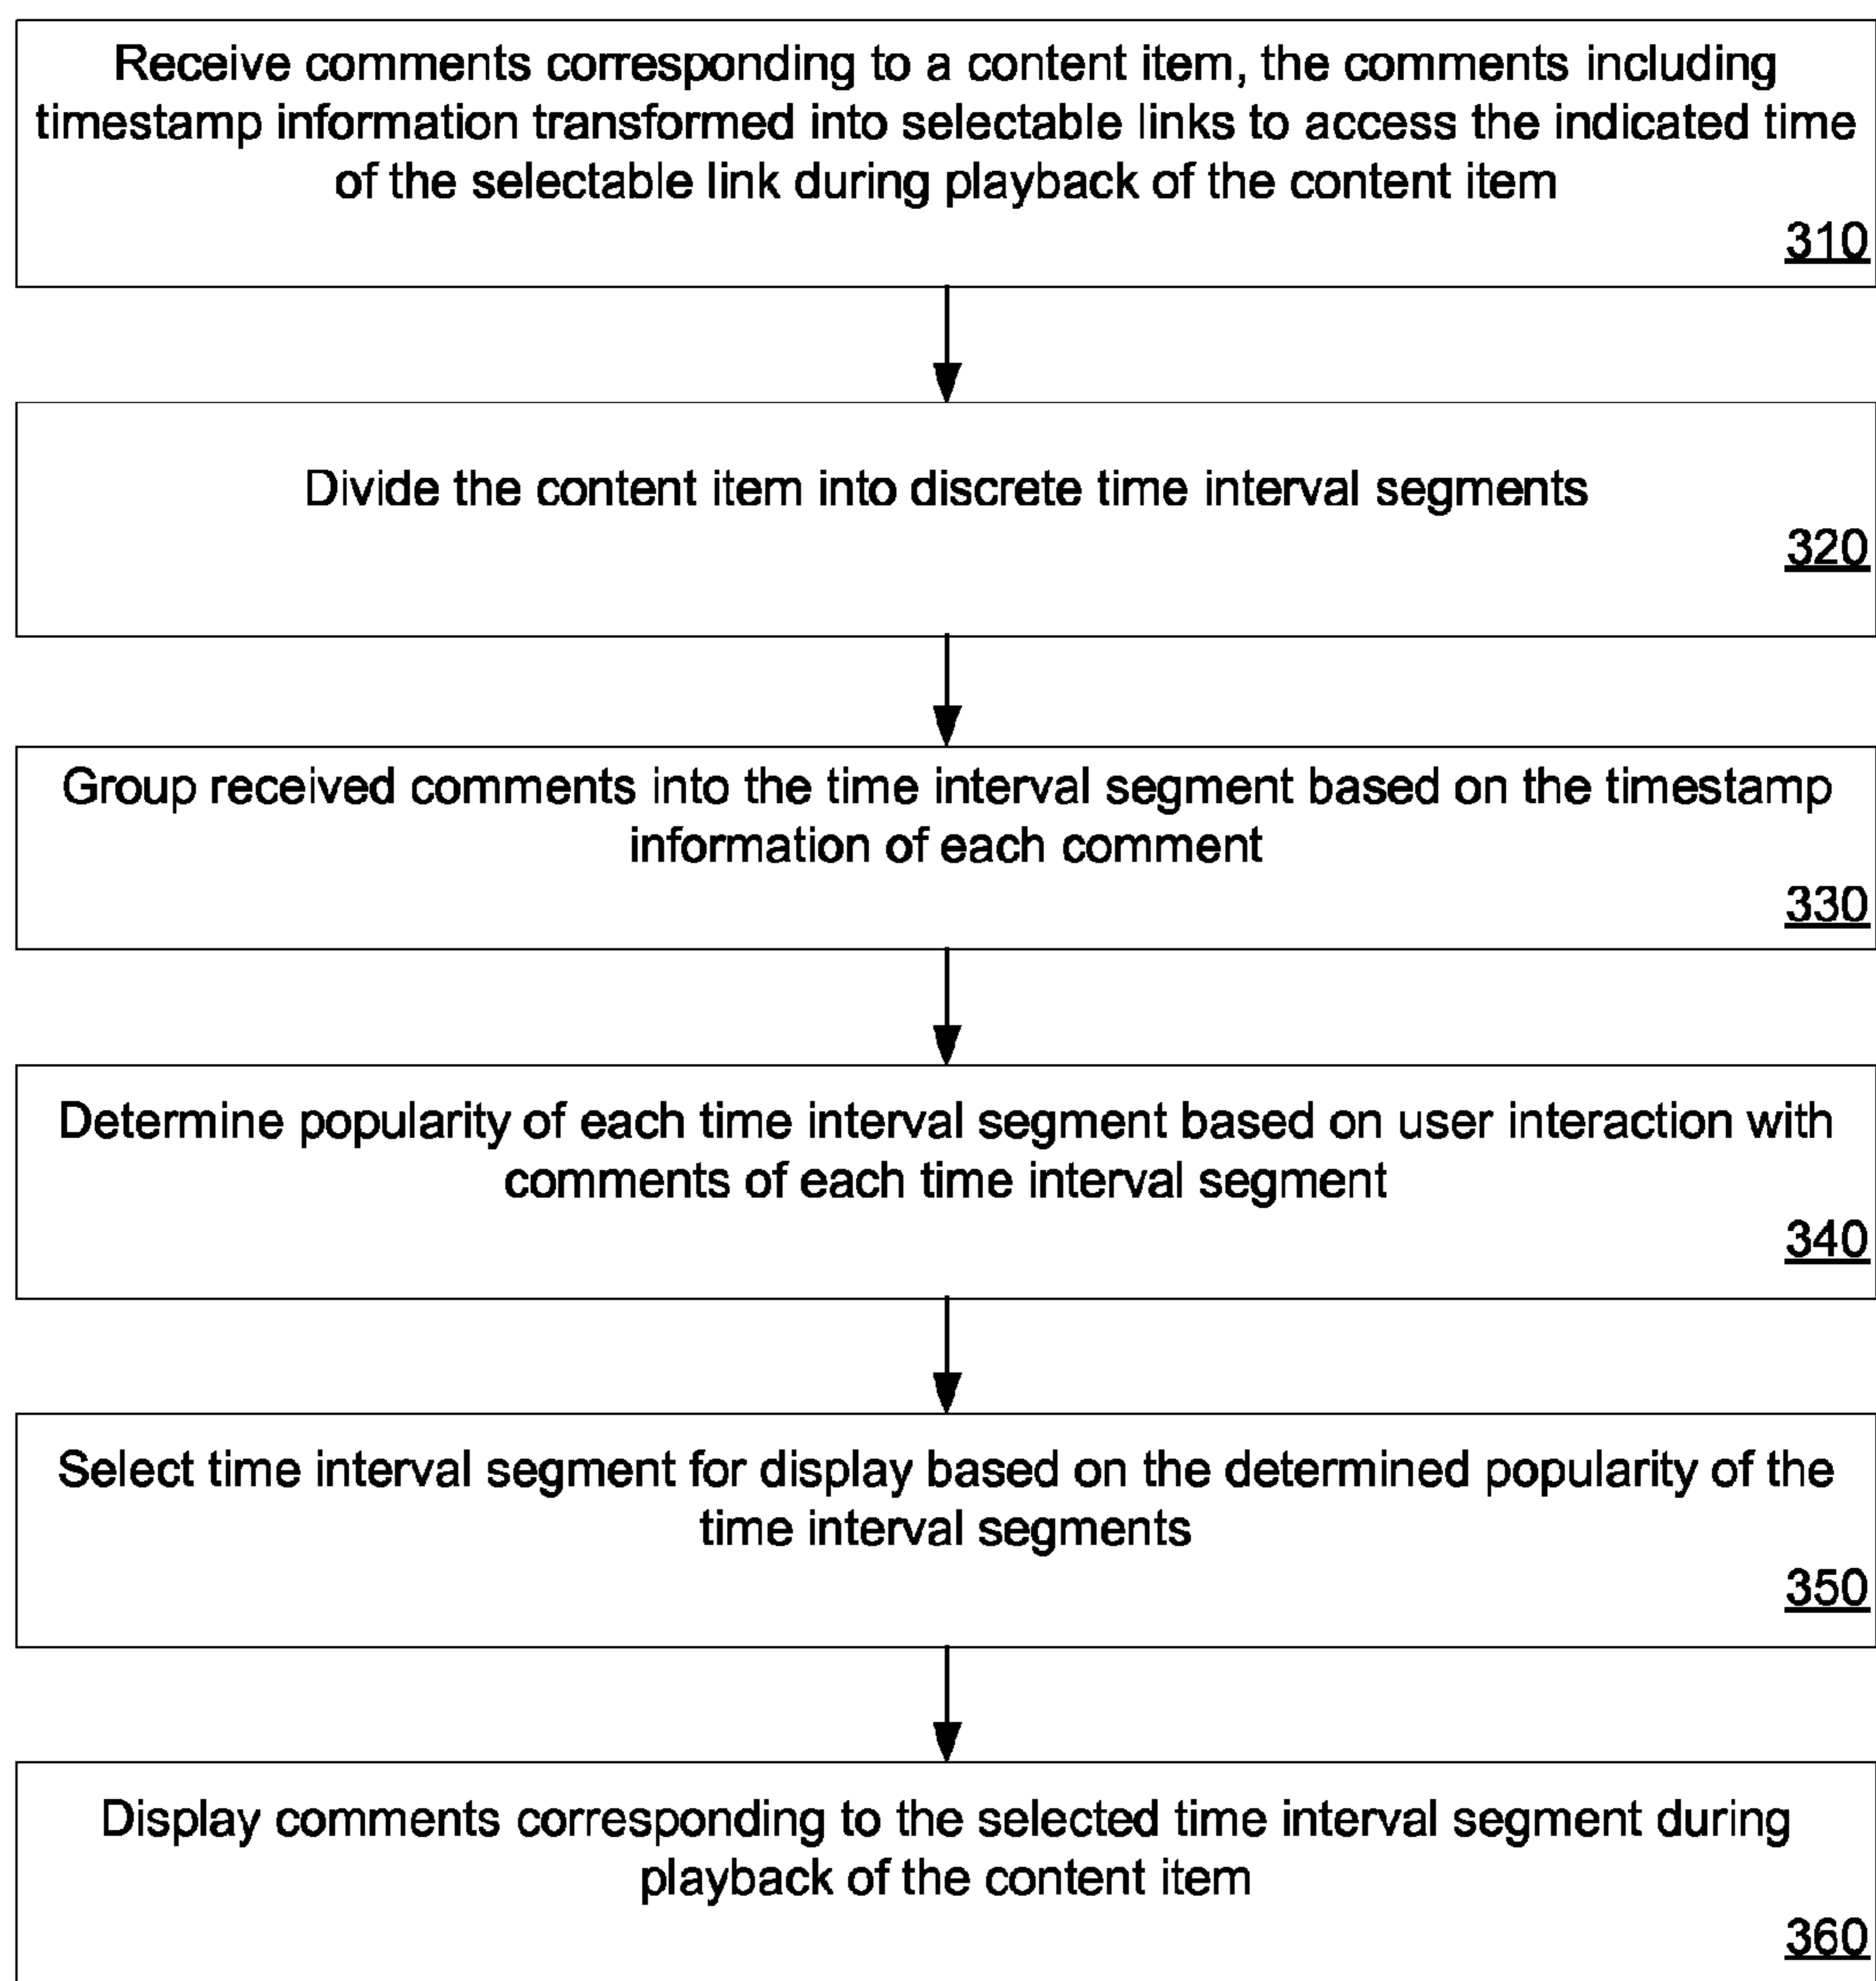 Receive comments corresponding to a content item, the comments including
timestamp information transformed into selectable links to access the indicated time
of the selectable link during playback of the content item
310
Divide the content item into discrete time interval segments
320
Group received comments into the time interval segment based on the timestamp
information of each comment
330
Determine popularity of each time interval segment based on user interaction with
comments of each time interval segment
340
Select time interval segment for display based on the determined popularity of the
time interval segments
350
Display comments corresponding to the selected time interval segment during
playback of the content item
360